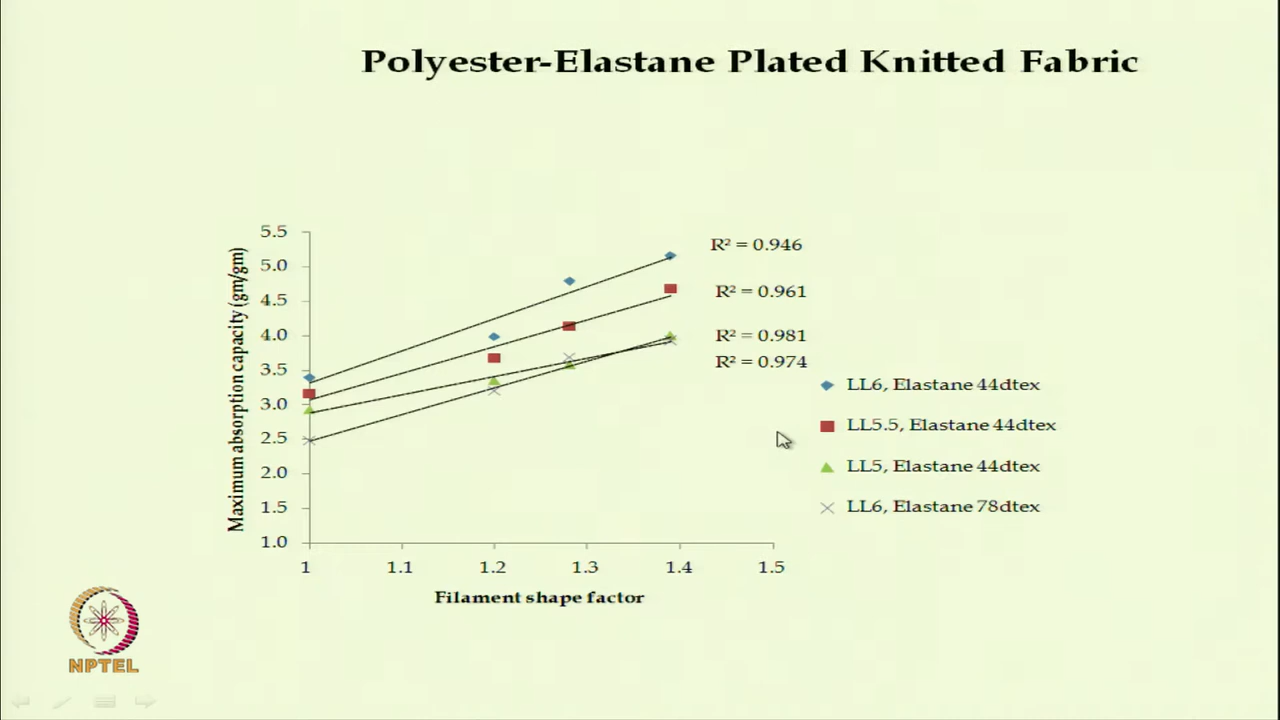 Polyester-Elastane Plated Knitted Fabric
Maximum absorption capacity (gm/gm)
5.5
5.0
4.5
4.0
3.5
3.0
2.5
2.0
1.5
1.0
R² = 0.946
R² = 0.961
R² = 0.981
R² = 0.974
LL6, Elastane 44dtex
LL5.5, Elastane 44dtex
LL5, Elastane 44dtex
LL6, Elastane 78dtex
1 1.1 1.2 1.3 1.4 1.5
Filament shape factor
NPTEL